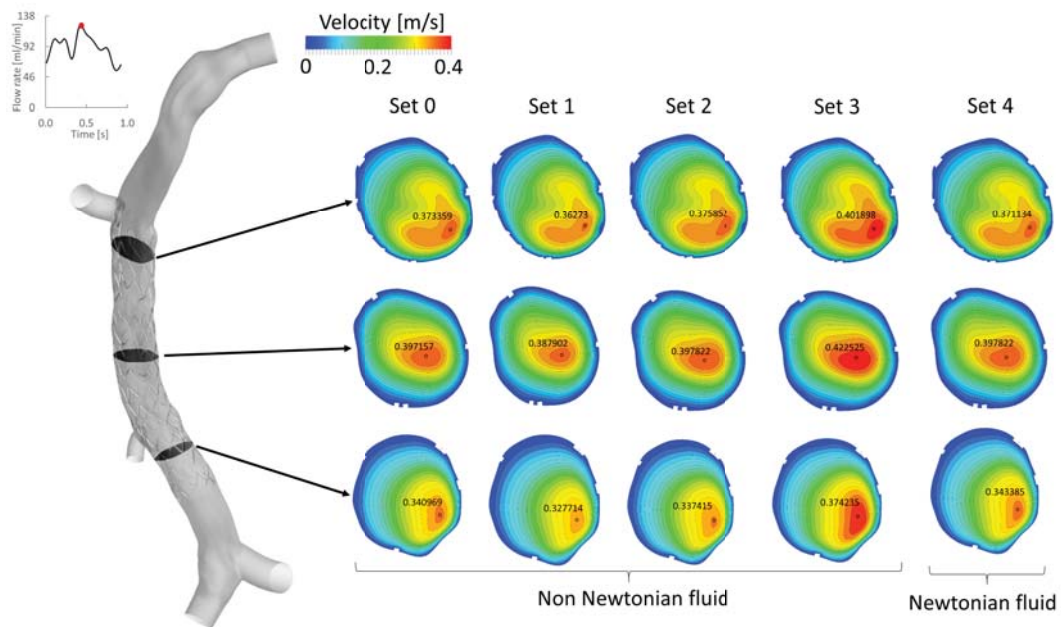 138
92
46
0
Flow rate [ml/min]
0.0 0.5 1.0
Time [s]
Velocity [m/s]
0 0.2 0.4
Set 0 Set 1 Set 2 Set 3 Set 4
0.373359 0.36273 0.375852 0.401898 0.371134
0.397157 0.387902 0.397822 0.422525 0.397822
0.340969 0.327714 0.337415 0.374235 0.343385
Non Newtonian fluid Newtonian fluid